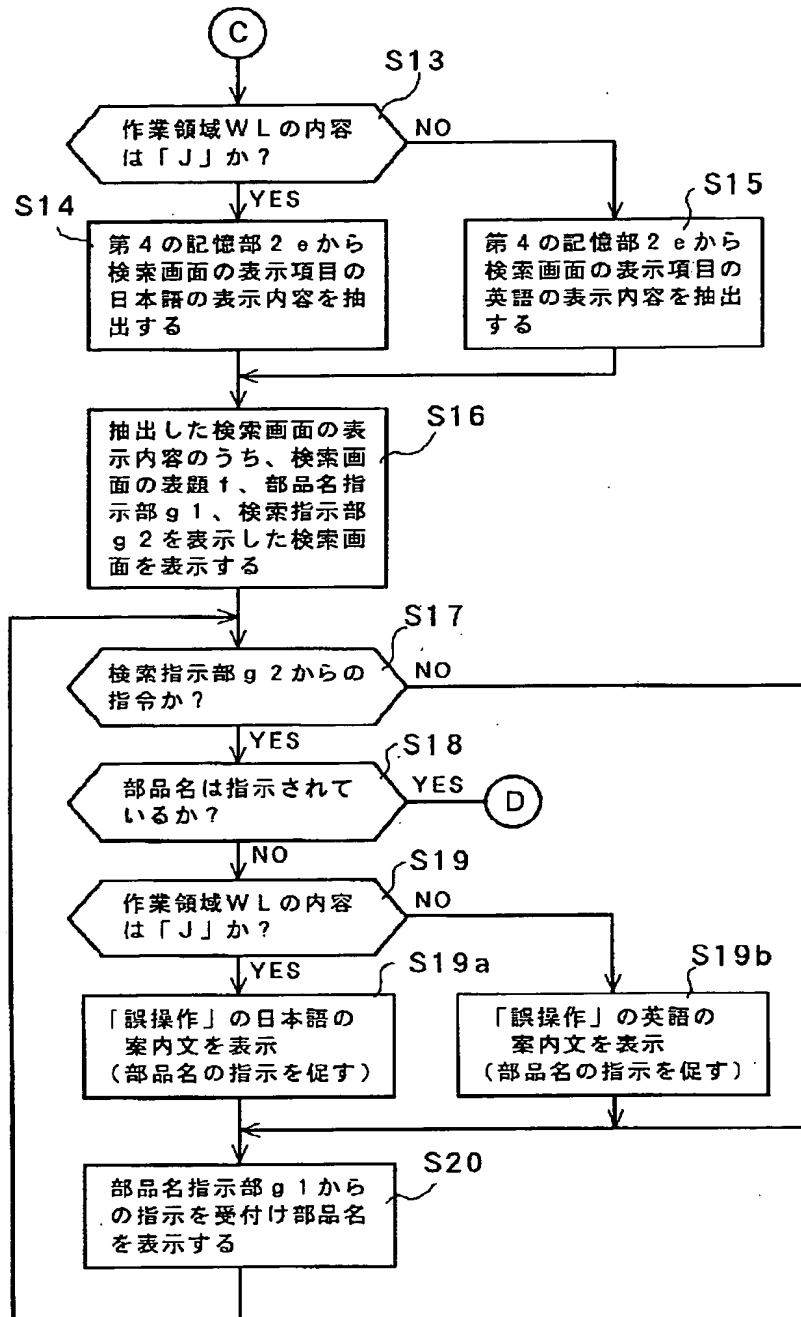 C
S13
作業領域WLの内容
は「J」か？
NO
YES
S14
第4の記憶部2eから
検索画面の表示項目の
日本語の表示内容を抽
出する
S15
第4の記憶部2eから
検索画面の表示項目の
英語の表示内容を抽出
する
S16
抽出した検索画面の表
示内容のうち、検索画
面の表題f、部品名指
示部g1、検索指示部
g2を表示した検索画
面を表示する
S17
検索指示部g2からの
指令か？
NO
YES
S18
部品名は指示されて
いるか？
YES
D
NO
S19
作業領域WLの内容
は「J」か？
NO
YES
S19a
「誤操作」の日本語の
案内文を表示
(部品名の指示を促す)
S19b
「誤操作」の英語の
案内文を表示
(部品名の指示を促す)
S20
部品名指示部g1から
の指示を受付け部品名
を表示する